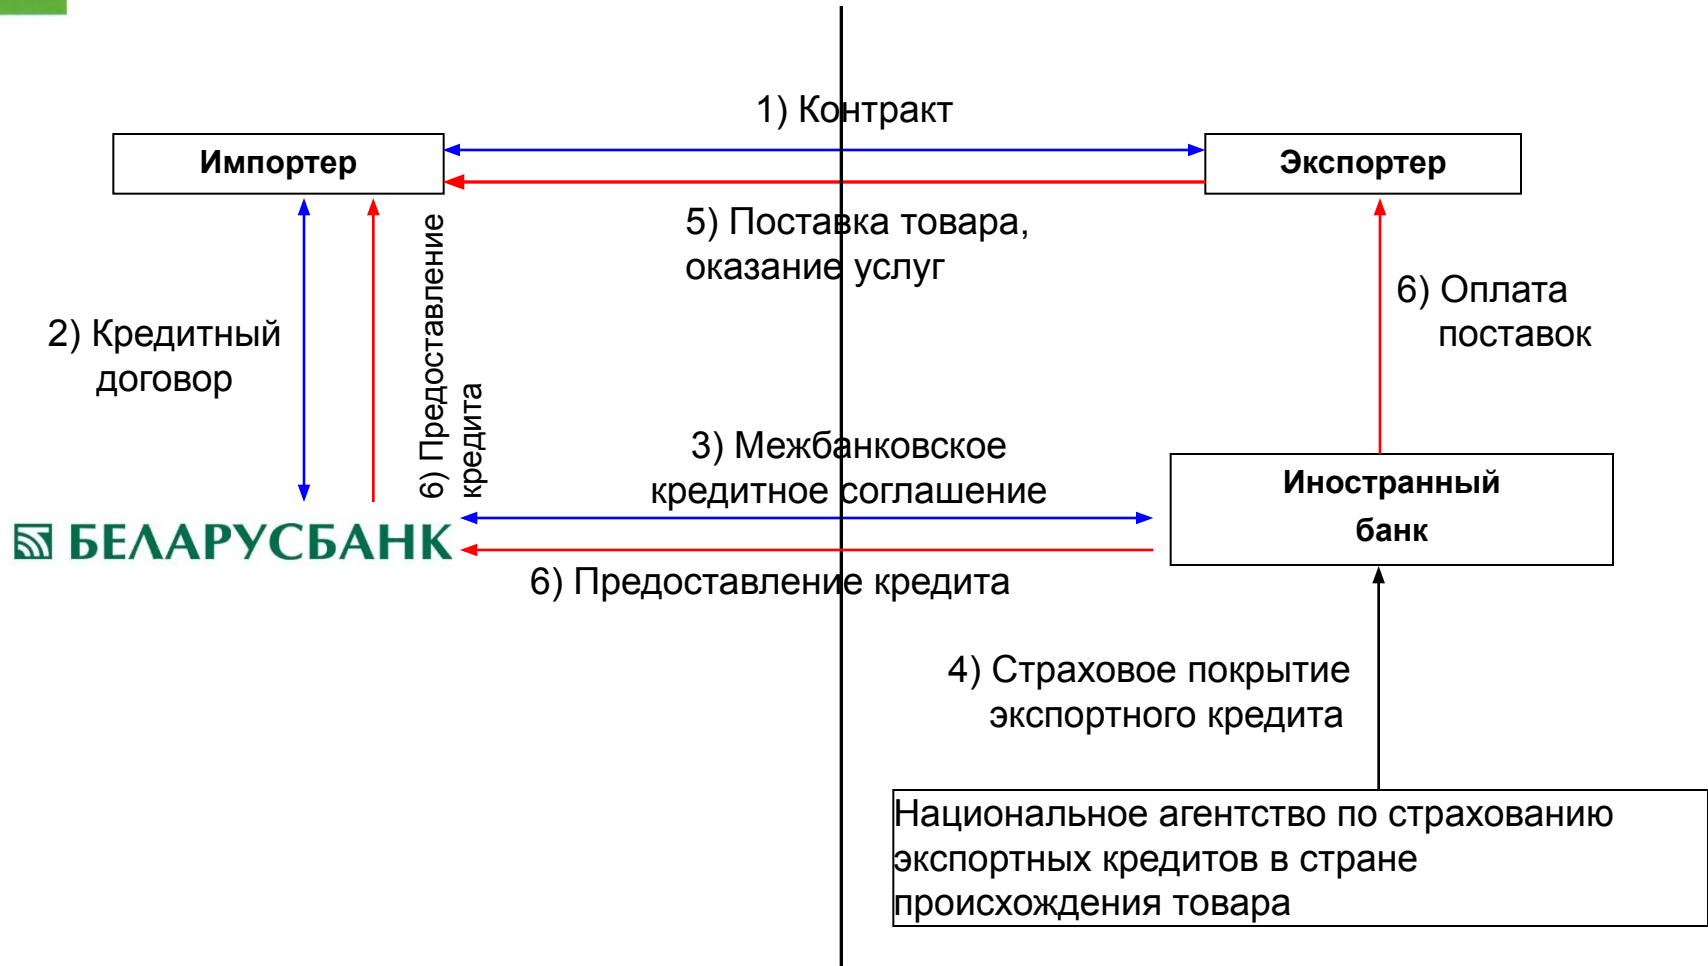 1) Контракт
Импортер
Экспортер
5) Поставка товара,
оказание услуг
6) Предоставление
кредита
2) Кредитный
договор
6) Оплата
поставок
3) Межбанковское
кредитное соглашение
Иностранный
банк
БЕЛАРУСБАНК
6) Предоставление кредита
4) Страховое покрытие
экспортного кредита
Национальное агентство по страхованию
экспортных кредитов в стране
происхождения товара